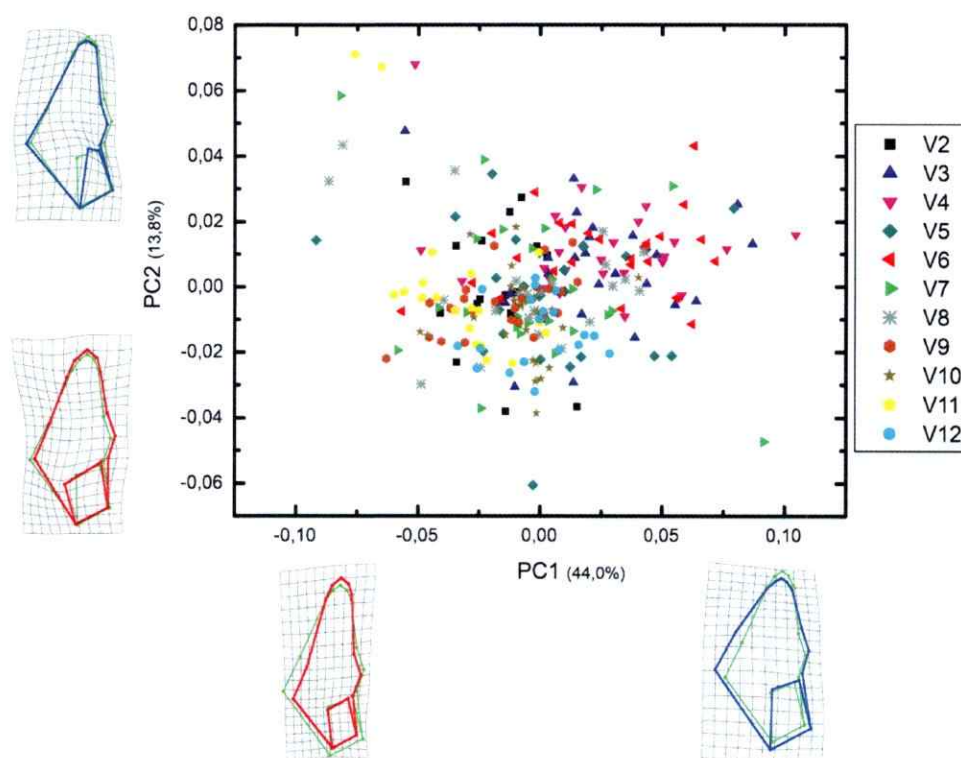 0,08
0,06
0,04
0,02
0,00
-0,02
-0,04
-0,06
PC2 (13,8%)
-0,10
-0,05
0,00
0,05
0,10
PC1 (44,0%)
V2
V3
V4
V5
V6
V7
V8
V9
V10
V11
V12